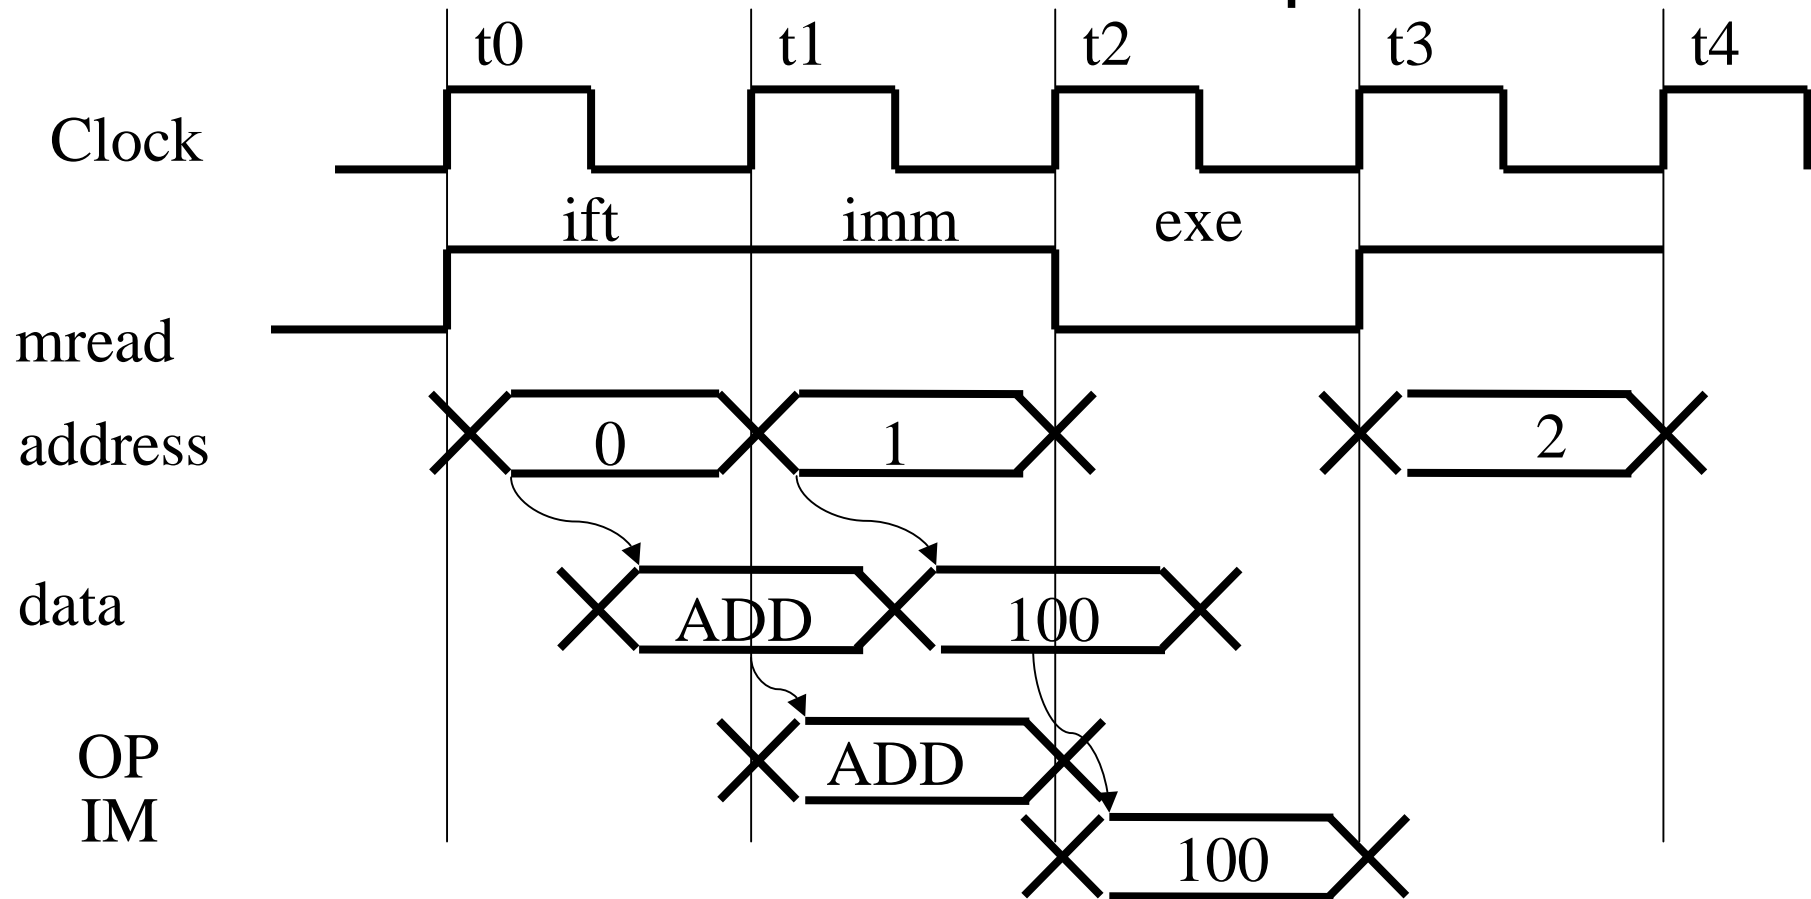 t0 t1 t2 t3 t4
Clock
ift imm exe
mread
address 0 1 2
data ADD 100
OP ADD
IM 100